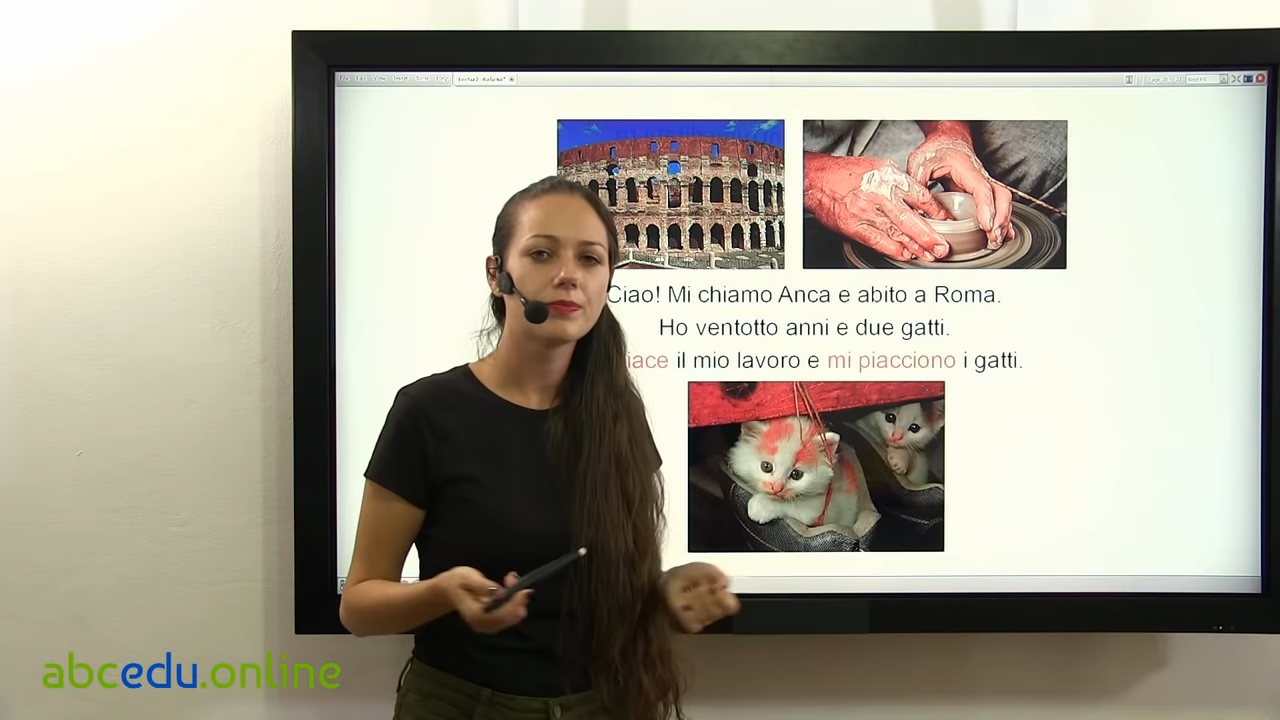 Ciao! Mi chiamo Anca e abito a Roma.
Ho ventotto anni e due gatti.
iace il mio lavoro e mi piacciono i gatti.
abcedu.online